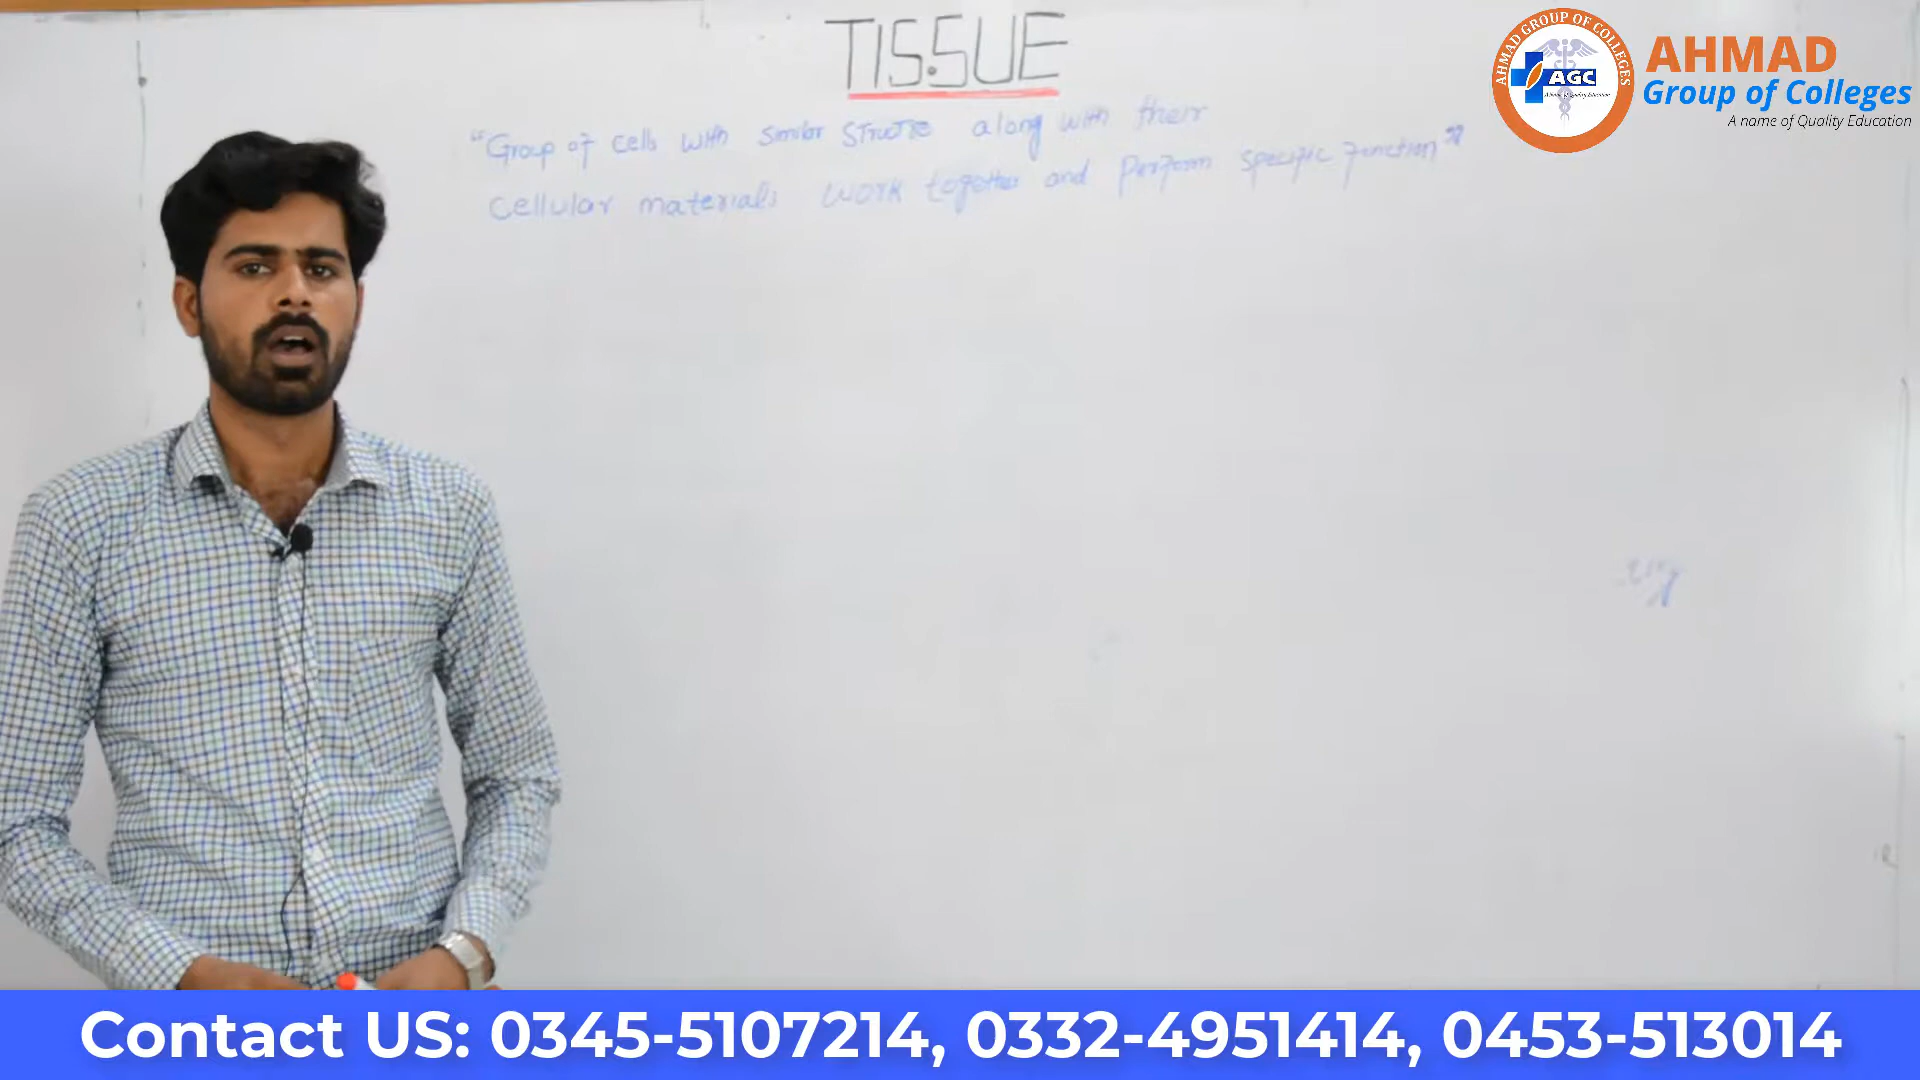 TISSUE
"Group of cells with similar structre along with their
cellular materials work together and perform specific function"
AHMAD GROUP OF COLLEGES
AGC
AHMAD
Group of Colleges
A name of Quality Education
Contact US: 0345-5107214, 0332-4951414, 0453-513014